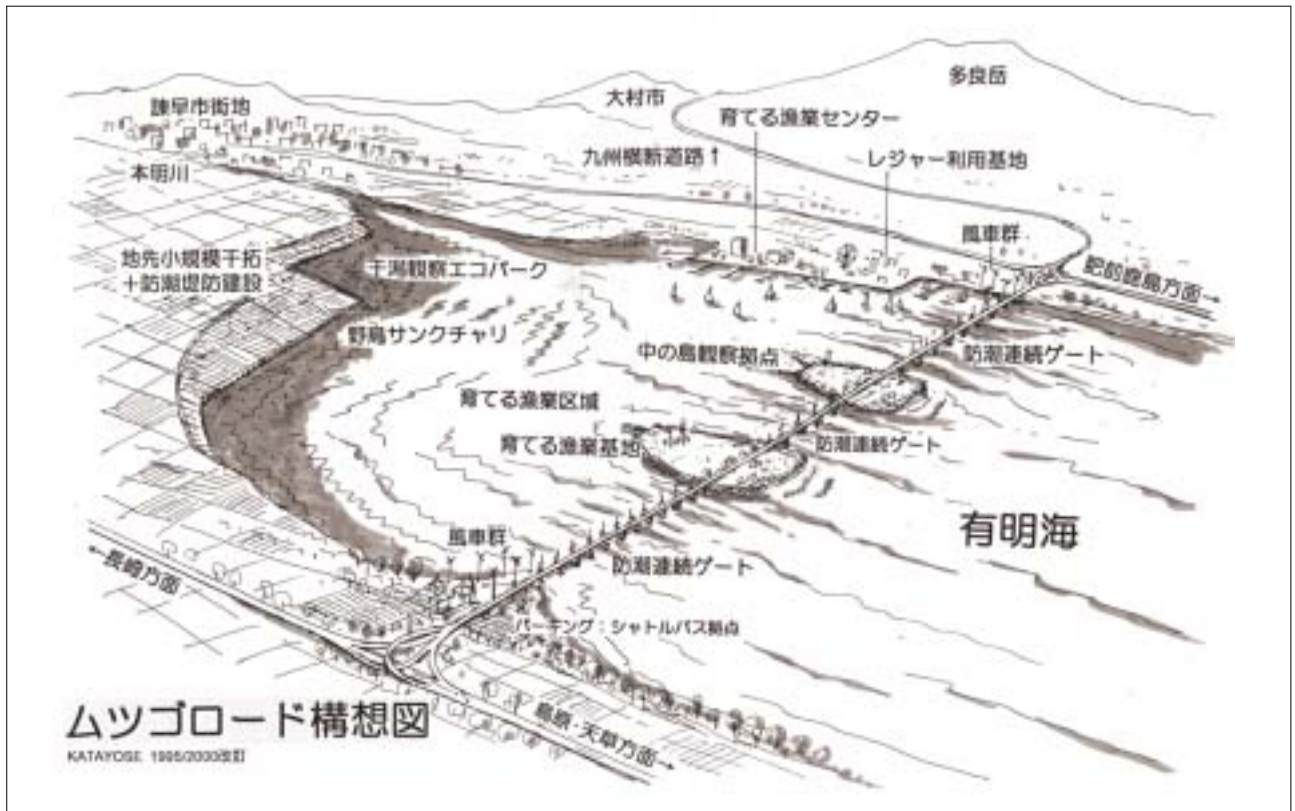 多良岳
大村市
諫早市街地
育てる漁業センター
九州横断道路↑
レジャー利用基地
本明川
風車群
地先小規模干拓
+防潮堤防建設
干潟観察エコパーク
肥前鹿島方面→
野鳥サンクチャリ
中の島観察拠点
防潮連続ゲート
育てる漁業区域
育てる漁業基地
防潮連続ゲート
有明海
風車群
防潮連続ゲート
←長崎方面
パーキング:シャトルバス拠点
ムツゴロード構想図
島原・天草方面→
KATAYOSE 1995/2000改訂